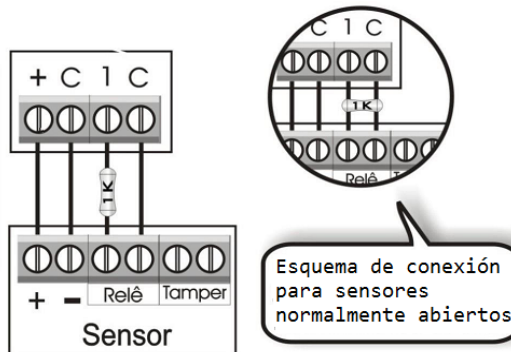 + C 1 C
1K
+ - Relê Tamper
Sensor
C 1 C
1K
Relê
Esquema de conexión
para sensores
normalmente abiertos